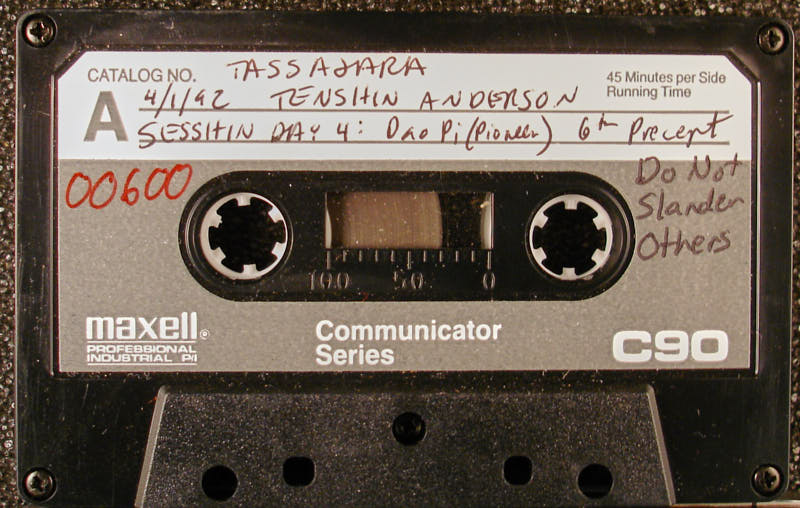 CATALOG NO. TASSAJARA
45 Minutes per Side
Running Time
A
4/1/92 TENSHIN ANDERSON
SESSHIN DAY 4: Dao Pi (Pioneer) 6th Precept
00600
Do Not
Slander
Others
100 50 0
maxell®
PROFESSIONAL
INDUSTRIAL P/I
Communicator
Series
C90